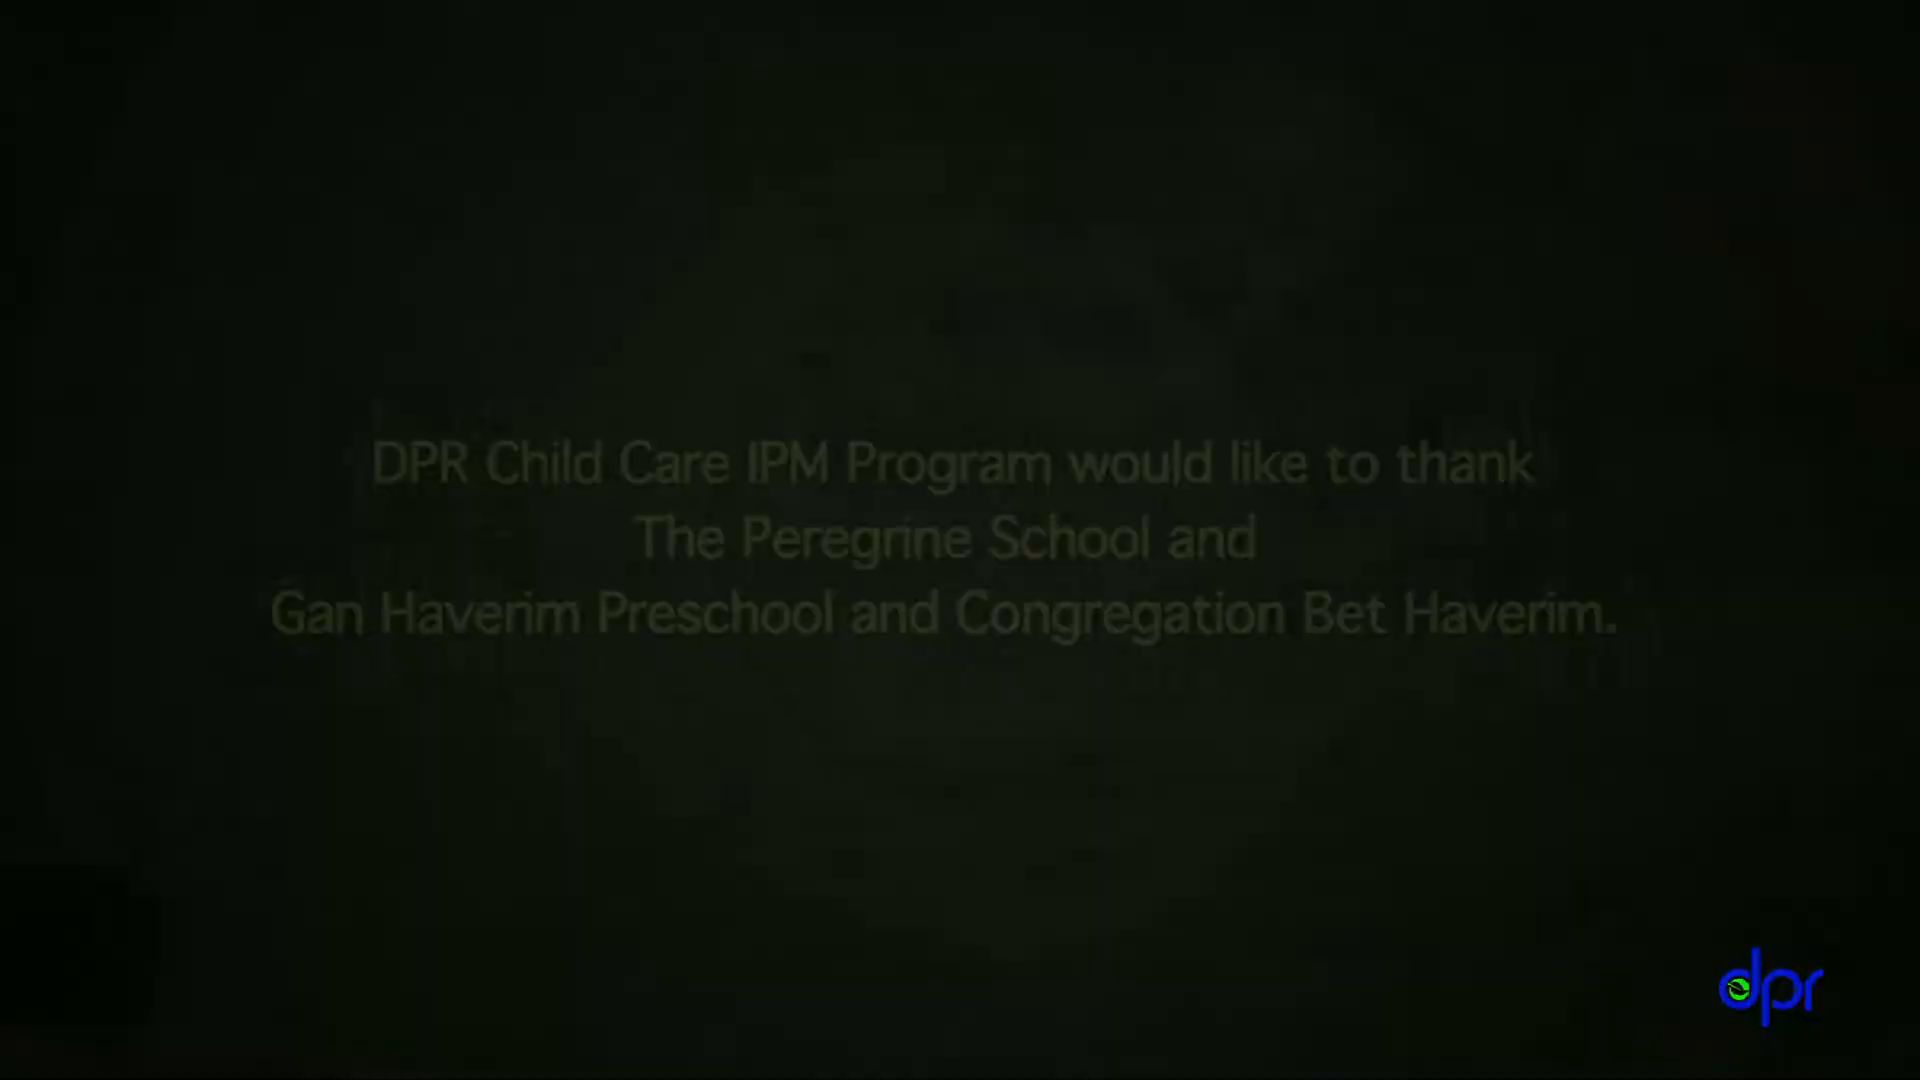 DPR Child Care IPM Program would like to thank
The Peregrine School and
Gan Haverim Preschool and Congregation Bet Haverim.
dpr